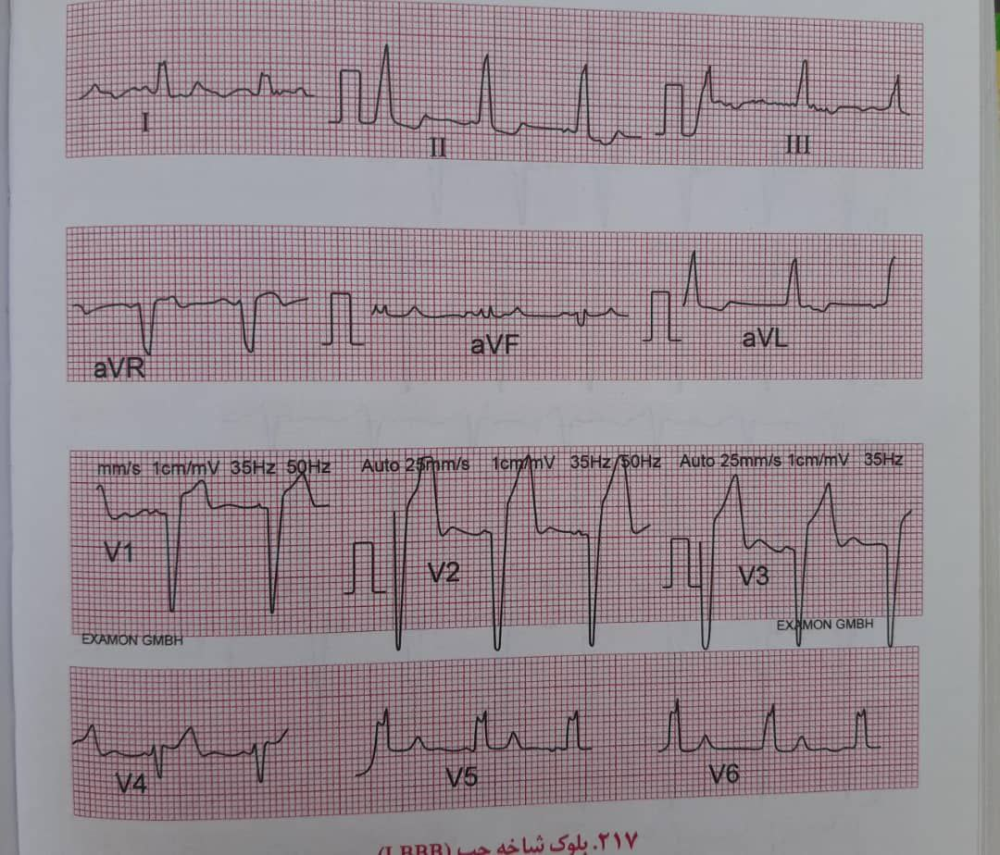 I
II
III
aVR
aVF
aVL
mm/s 1cm/mV 35Hz 50Hz Auto 25mm/s 1cm/mV 35Hz/50Hz Auto 25mm/s 1cm/mV 35Hz
V1
V2
V3
EXAMON GMBH
EXAMON GMBH
V4
V5
V6
۲۱۷. بلوک شاخه چپ (LBBB)